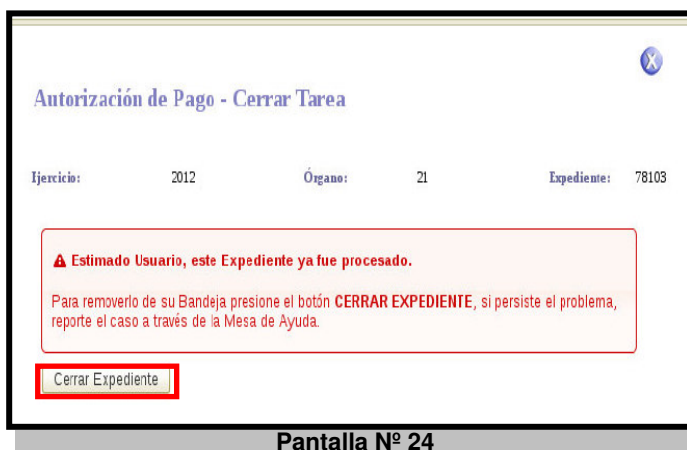 X
Autorización de Pago - Cerrar Tarea
Ejercicio: 2012 Órgano: 21 Expediente: 78103
Estimado Usuario, este Expediente ya fue procesado.
Para removerlo de su Bandeja presione el botón CERRAR EXPEDIENTE, si persiste el problema,
reporte el caso a través de la Mesa de Ayuda.
Cerrar Expediente
Pantalla Nº 24